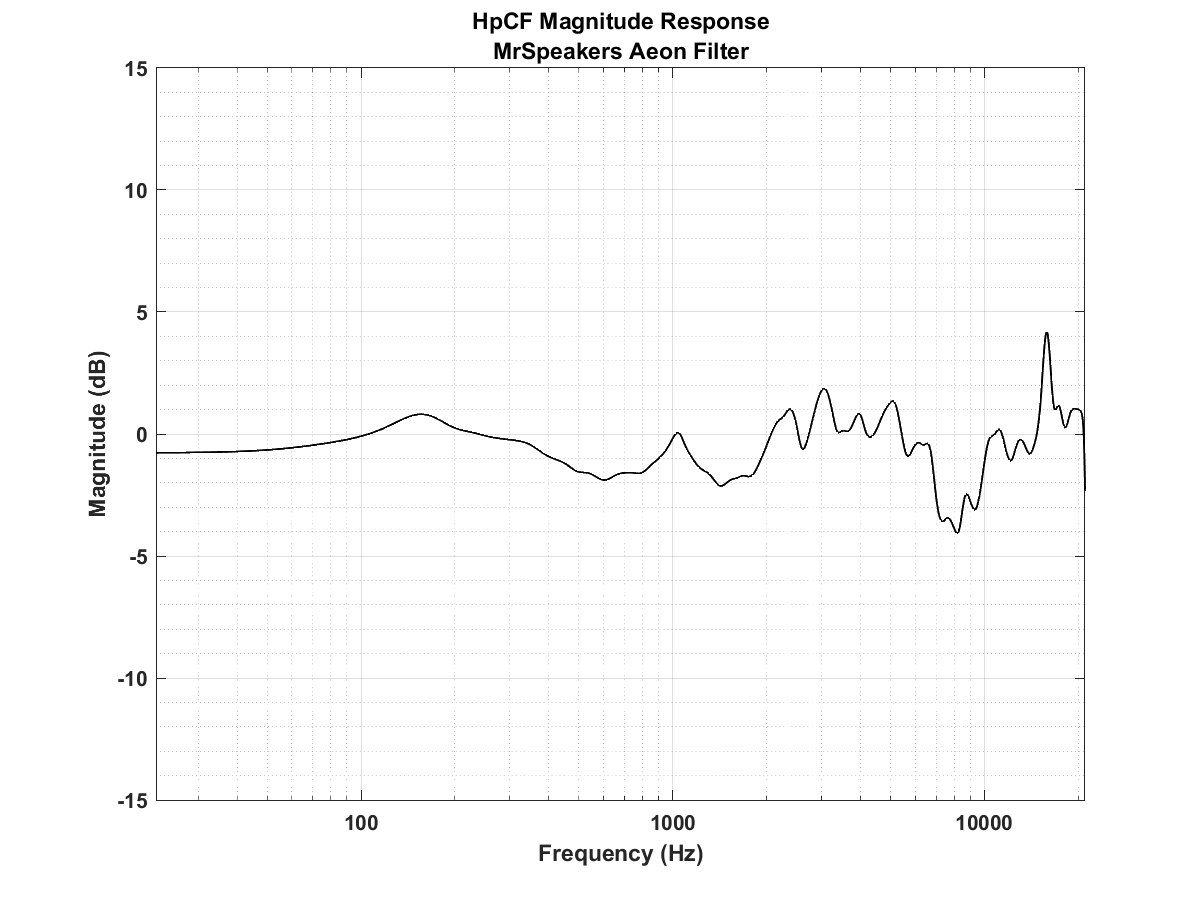 HpCF Magnitude Response
MrSpeakers Aeon Filter
15
10
5
0
-5
-10
-15
Magnitude (dB)
100
1000
10000
Frequency (Hz)